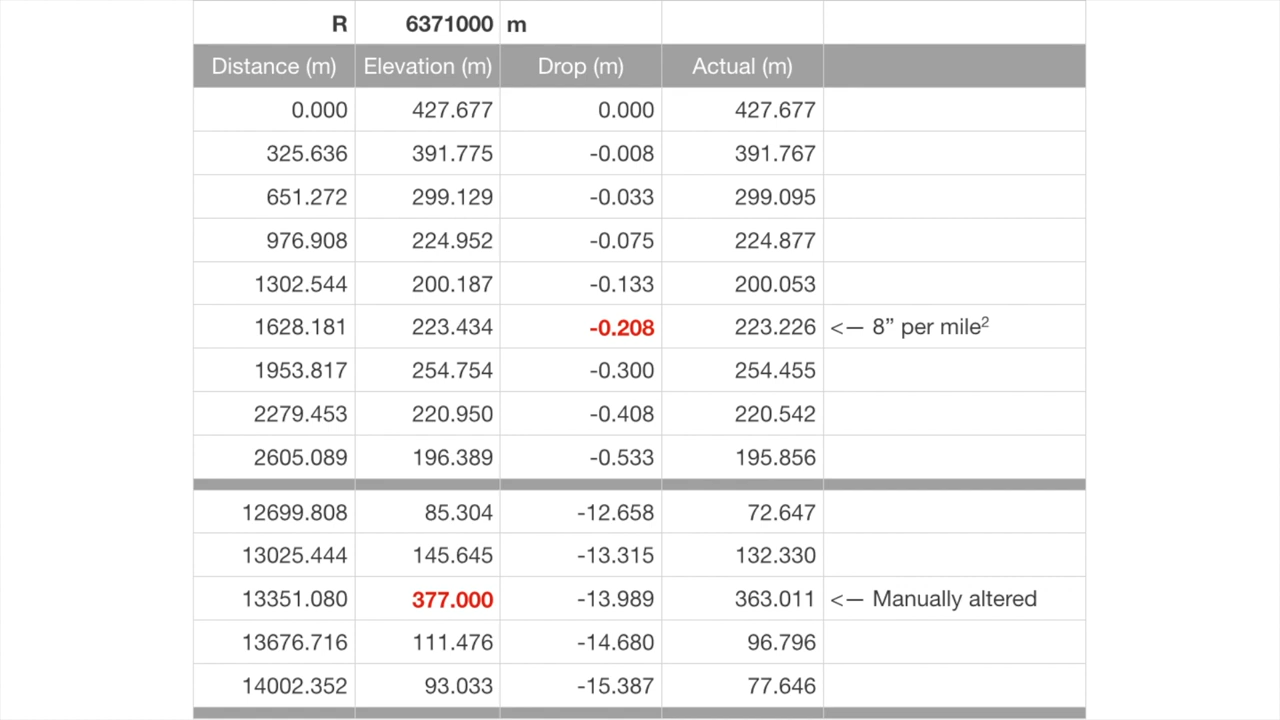 R 6371000 m
Distance (m) Elevation (m) Drop (m) Actual (m)
0.000 427.677 0.000 427.677
325.636 391.775 -0.008 391.767
651.272 299.129 -0.033 299.095
976.908 224.952 -0.075 224.877
1302.544 200.187 -0.133 200.053
1628.181 223.434 -0.208 223.226 <— 8” per mile²
1953.817 254.754 -0.300 254.455
2279.453 220.950 -0.408 220.542
2605.089 196.389 -0.533 195.856
12699.808 85.304 -12.658 72.647
13025.444 145.645 -13.315 132.330
13351.080 377.000 -13.989 363.011 <— Manually altered
13676.716 111.476 -14.680 96.796
14002.352 93.033 -15.387 77.646